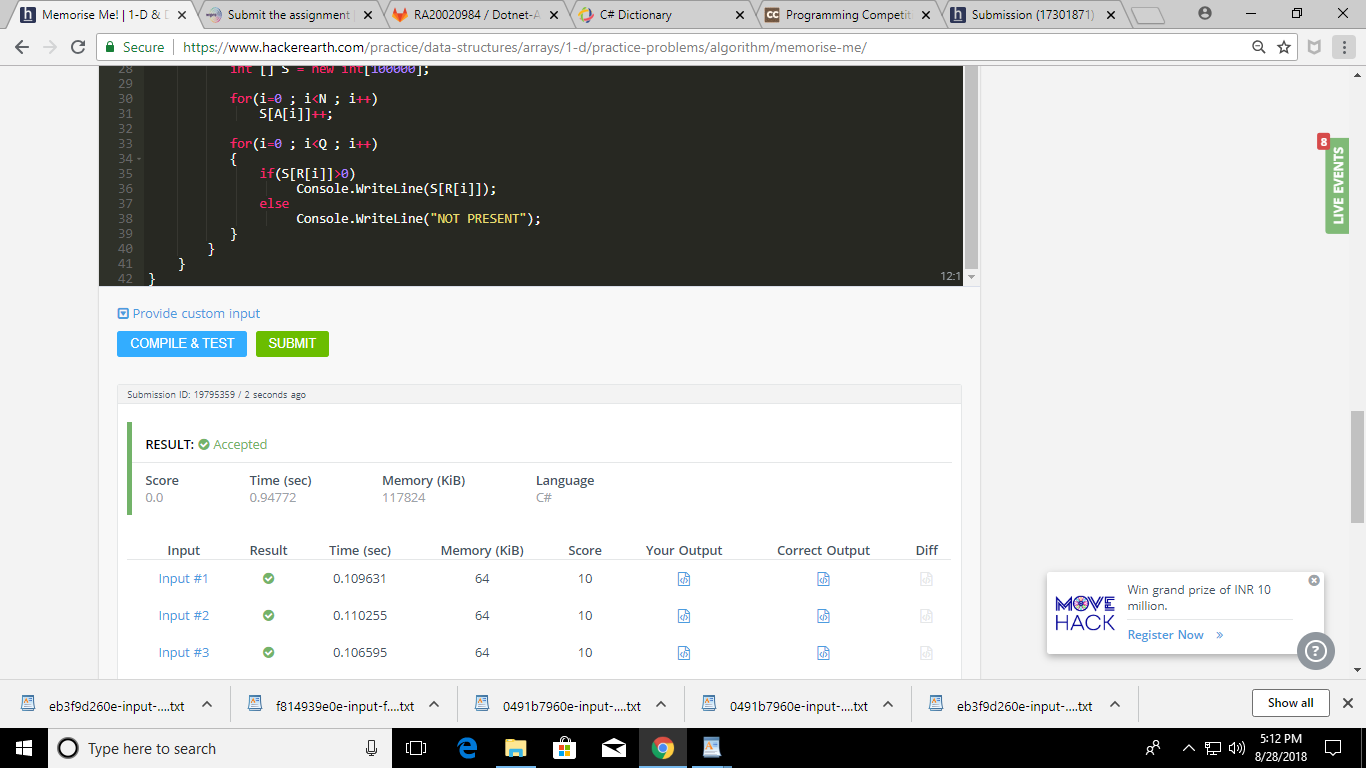 Memorise Me! | 1-D & D
Submit the assignment
RA20020984 / Dotnet-A
C# Dictionary
Programming Competit
Submission (17301871)
Secure
https://www.hackerearth.com/practice/data-structures/arrays/1-d/practice-problems/algorithm/memorise-me/
28 int [] S = new int[100000];
29
30 for(i=0 ; i<N ; i++)
31 S[A[i]]++;
32
33 for(i=0 ; i<Q ; i++)
34 {
35 if(S[R[i]]>0)
36 Console.WriteLine(S[R[i]]);
37 else
38 Console.WriteLine("NOT PRESENT");
39 }
40 }
41 }
42 }
12:1
8
LIVE EVENTS
Provide custom input
COMPILE & TEST SUBMIT
Submission ID: 19795359 / 2 seconds ago
RESULT: Accepted
Score Time (sec) Memory (KiB) Language
0.0 0.94772 117824 C#
Input Result Time (sec) Memory (KiB) Score Your Output Correct Output Diff
Input #1 0.109631 64 10
Input #2 0.110255 64 10
Input #3 0.106595 64 10
MOVE
HACK
Win grand prize of INR 10
million.
Register Now »
?
eb3f9d260e-input-....txt
f814939e0e-input-f....txt
0491b7960e-input-....txt
0491b7960e-input-....txt
eb3f9d260e-input-....txt
Show all
Type here to search
5:12 PM
8/28/2018